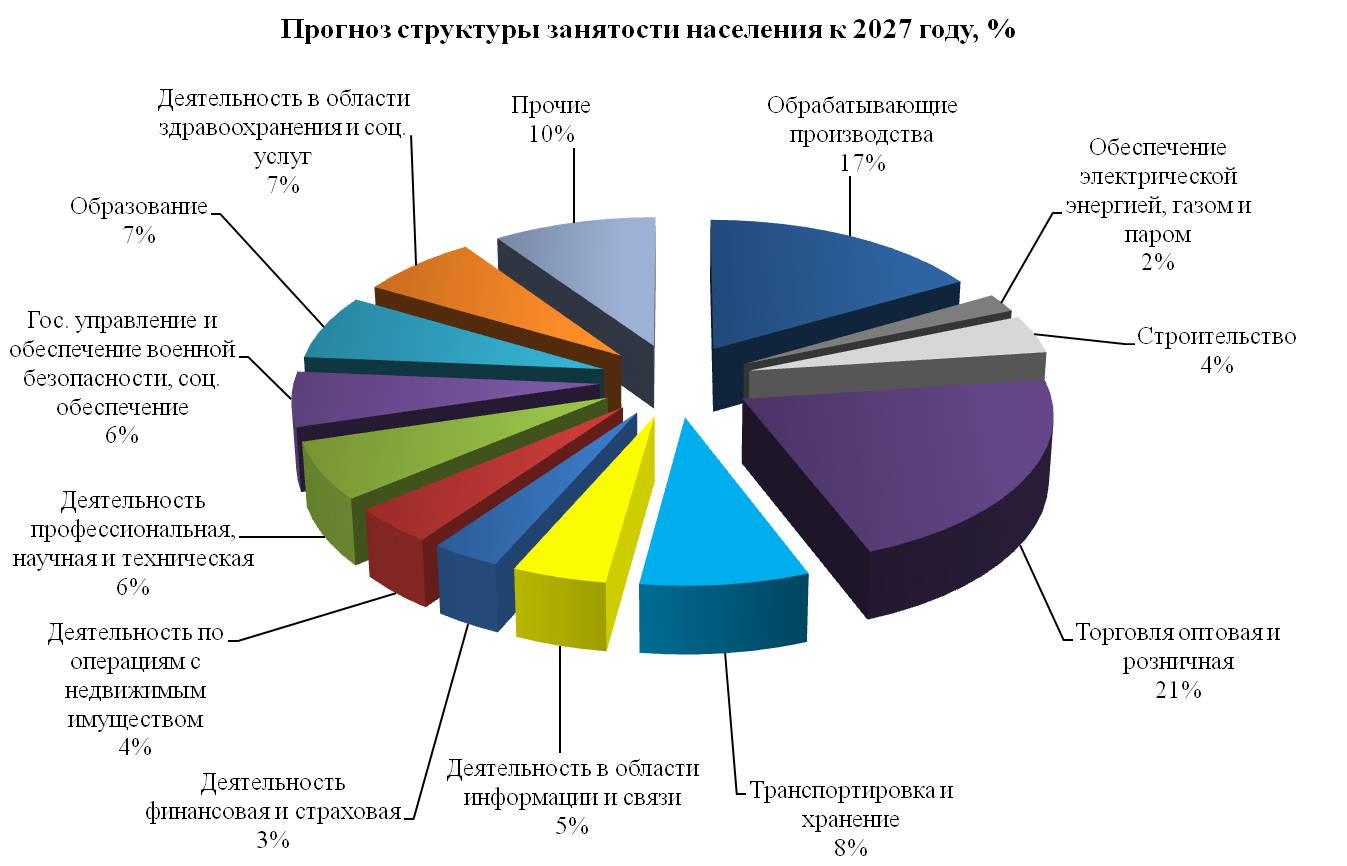 Прогноз структуры занятости населения к 2027 году, %
Обрабатывающие
производства
17%
Обеспечение
электрической
энергией, газом и
паром
2%
Строительство
4%
Торговля оптовая и
розничная
21%
Транспортировка и
хранение
8%
Деятельность в области
информации и связи
5%
Деятельность
финансовая и страховая
3%
Деятельность по
операциям с
недвижимым
имуществом
4%
Деятельность
профессиональная,
научная и техническая
6%
Гос. управление и
обеспечение военной
безопасности, соц.
обеспечение
6%
Образование
7%
Деятельность в области
здравоохранения и соц.
услуг
7%
Прочие
10%